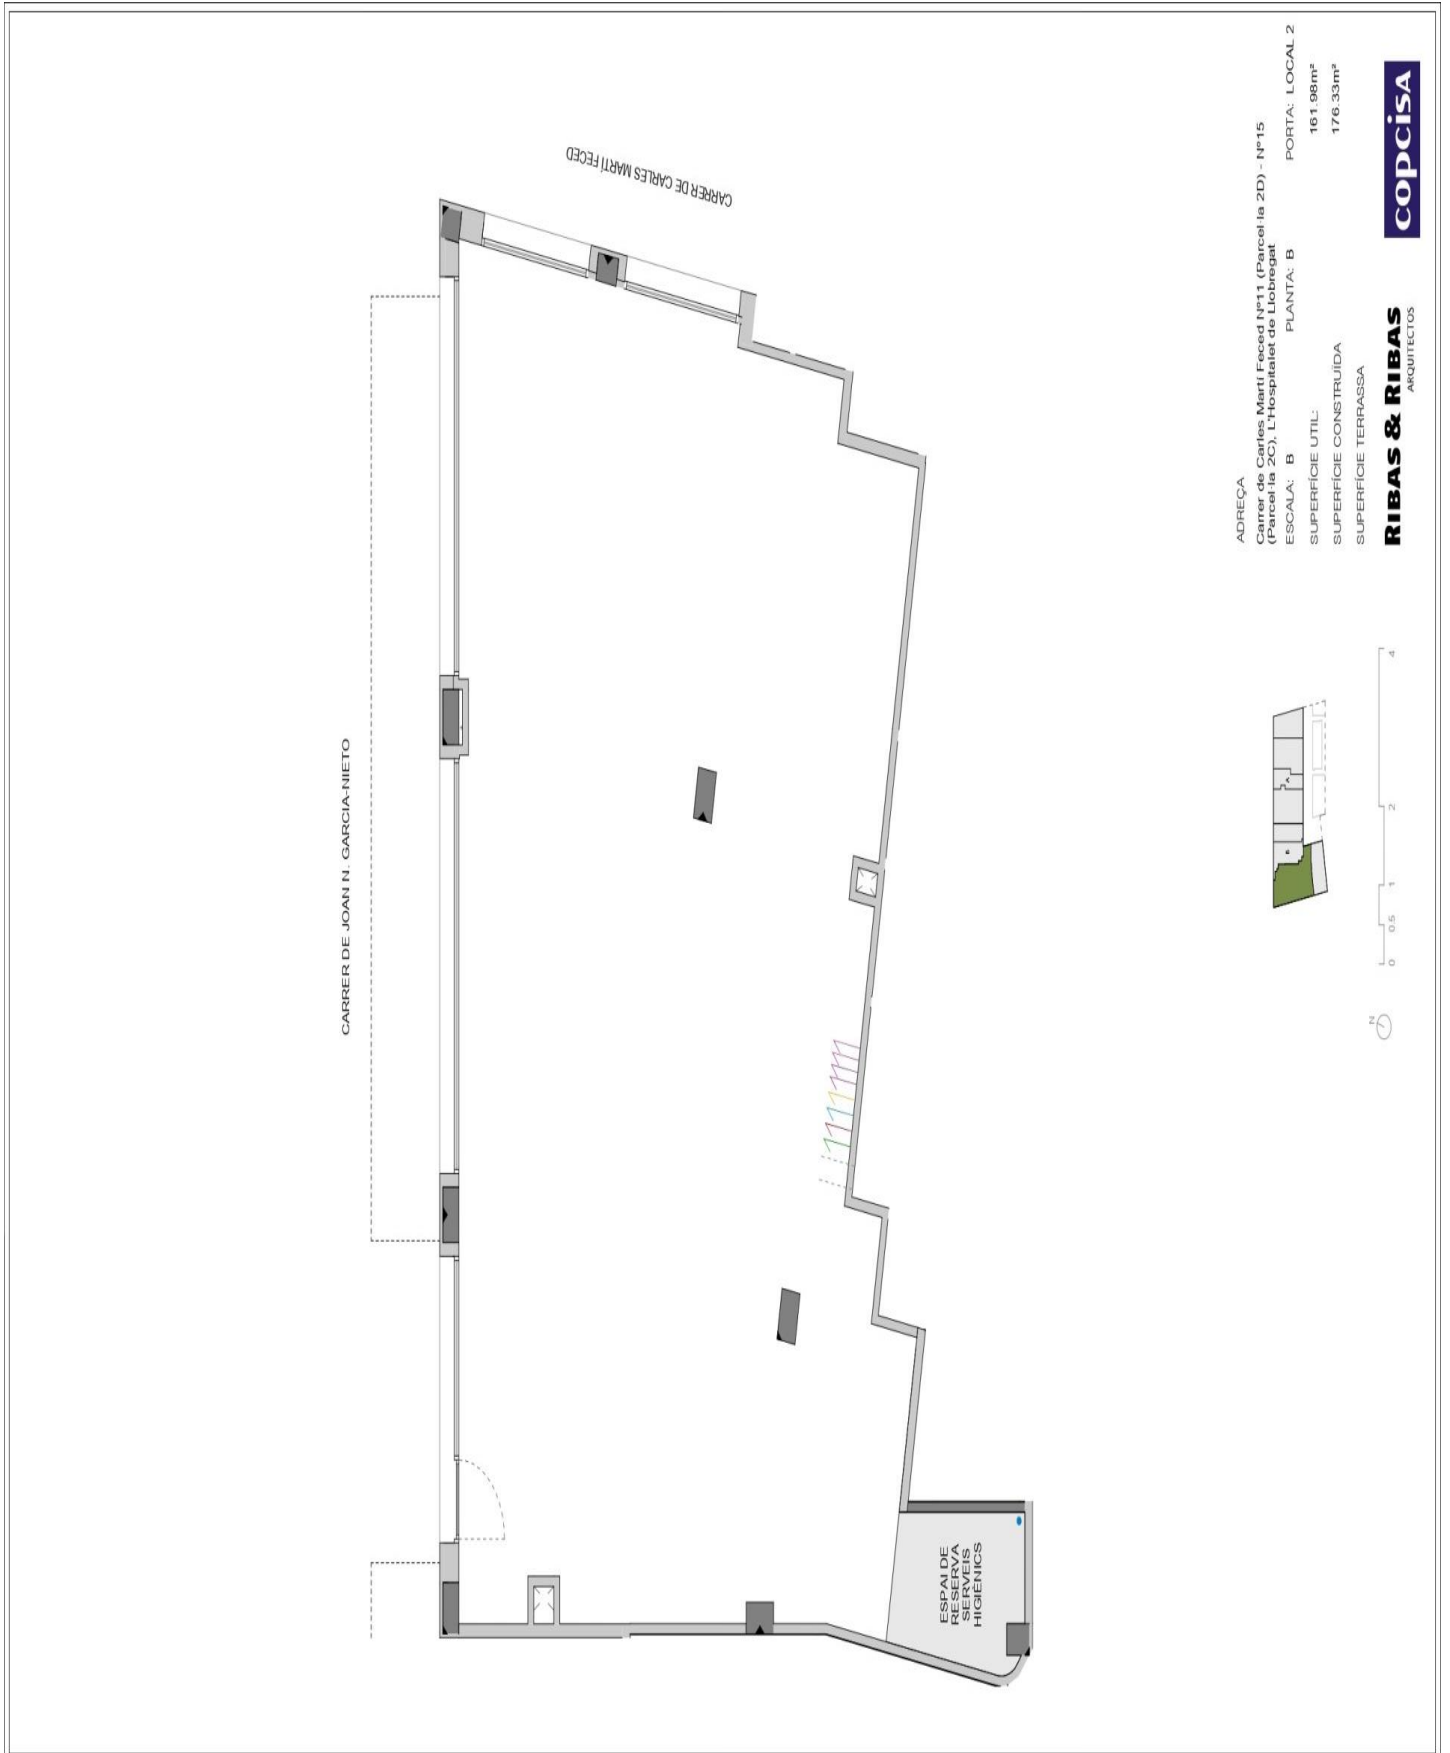 CARRER DE JOAN N. GARCIA-NIETO
CARRER DE CARLES MARTÍ FECED
ESPAI DE
RESERVA
SERVEIS
HIGIÈNICS
N
0 0.5 1 2 4
A
B
ADREÇA
Carrer de Carles Martí Feced Nº11 (Parcel·la 2D) - Nº15
(Parcel·la 2C), L'Hospitalet de Llobregat
ESCALA: B PLANTA: B PORTA: LOCAL 2
SUPERFÍCIE UTIL: 161.98m²
SUPERFÍCIE CONSTRUÏDA 176.33m²
SUPERFÍCIE TERRASSA
RIBAS & RIBAS
ARQUITECTOS
copcisa